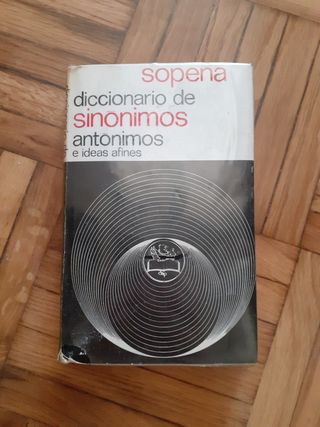 sopena
diccionario de
sinonimos
antonimos
e ideas afines